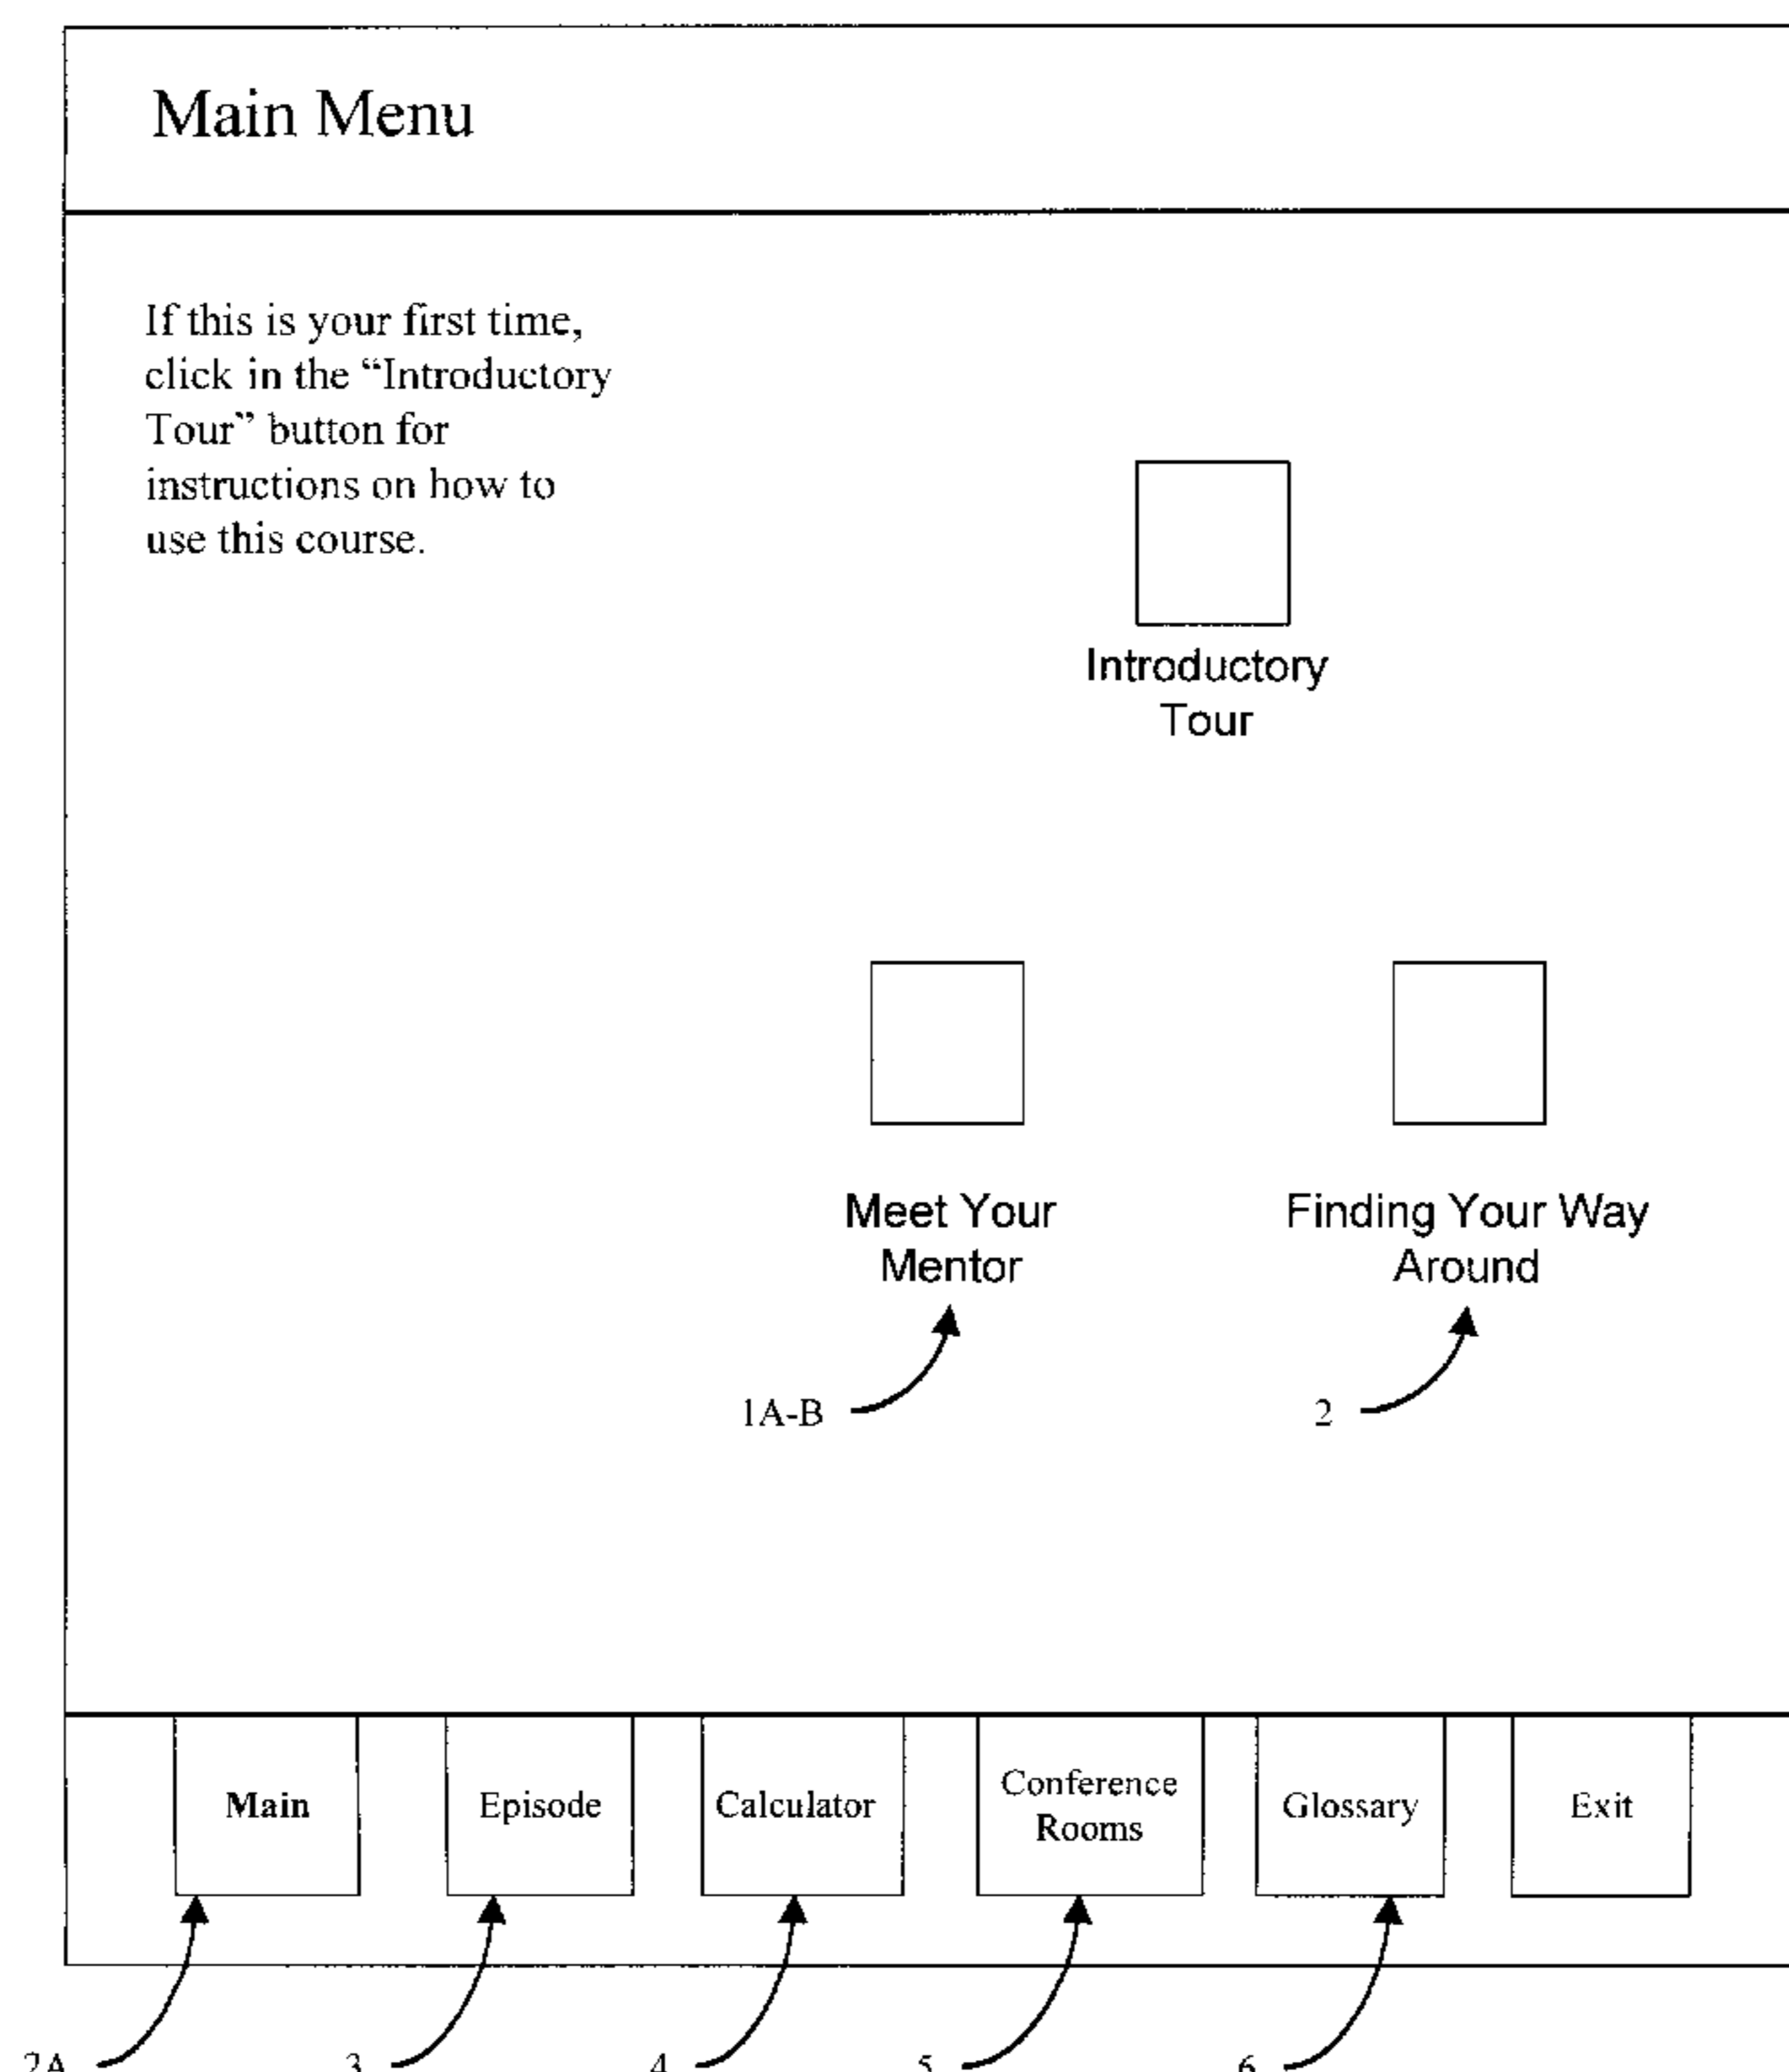 Main Menu
If this is your first time,
click in the “Introductory
Tour” button for
instructions on how to
use this course.
Introductory
Tour
Meet Your
Mentor
Finding Your Way
Around
1A-B
2
Main
Episode
Calculator
Conference
Rooms
Glossary
Exit
2A
3
4
5
6